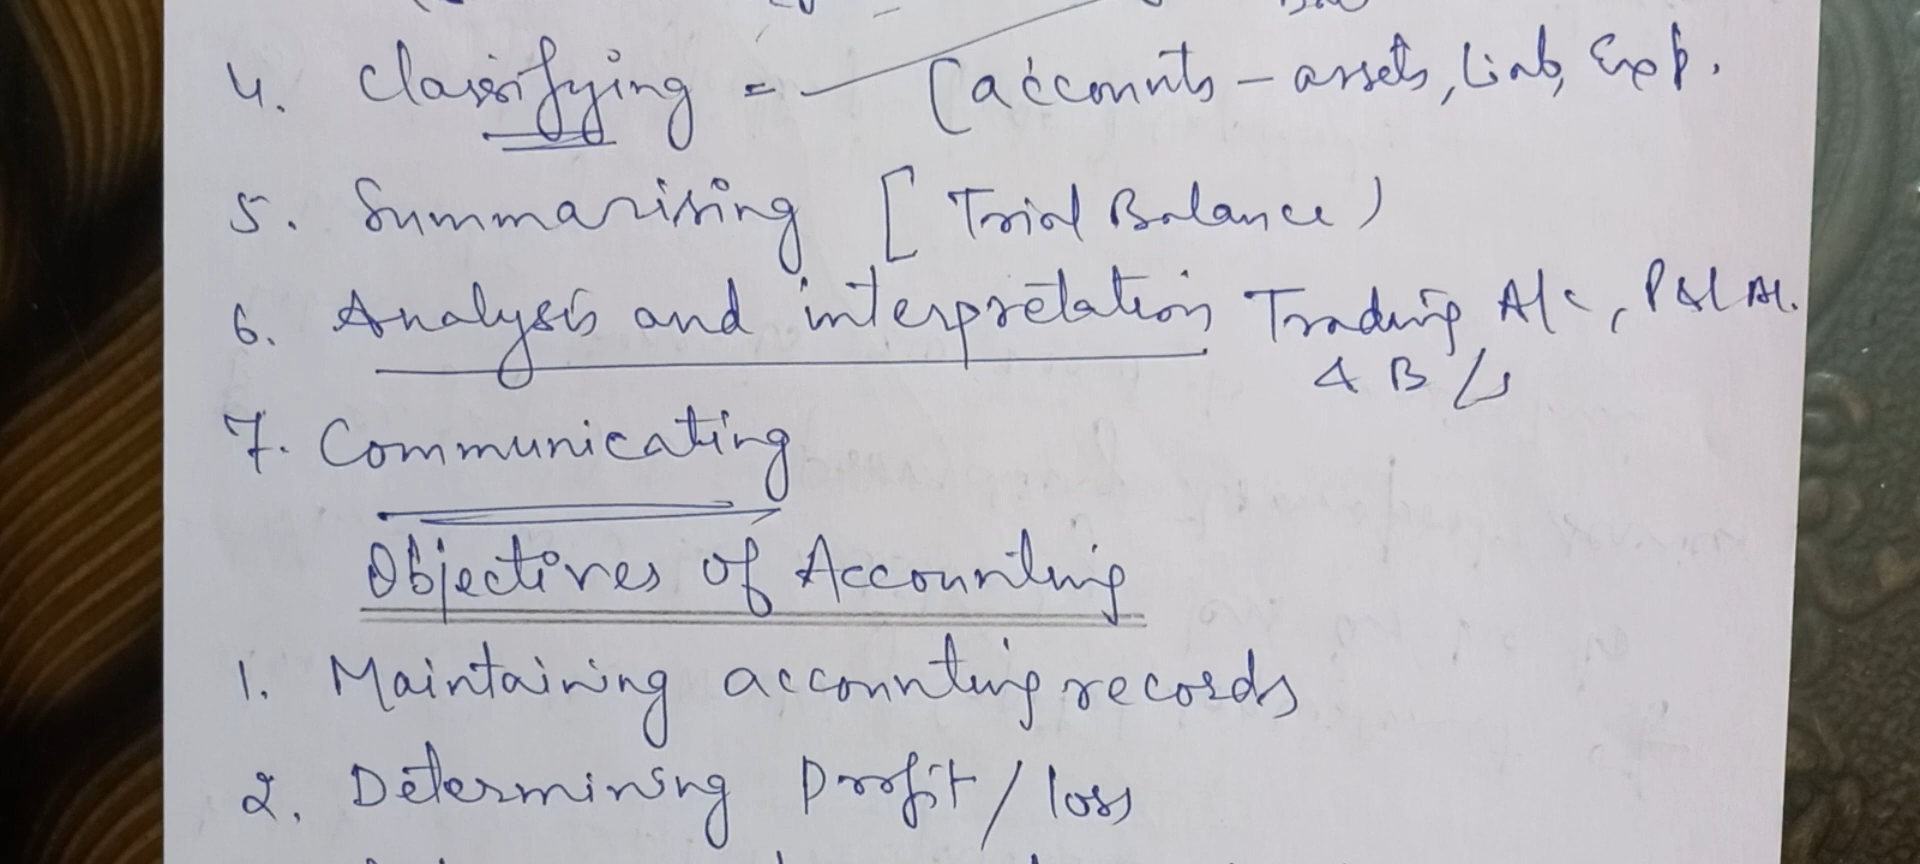 4. Classifying = — [accounts - assets, Liab, Exp.
5. Summarising [Trial Balance)
6. Analysis and interpretation Trading A/c, P&L A/c.
& B/s
7. Communicating
Objectives of Accounting
1. Maintaining accounting records
2. Determining profit/loss